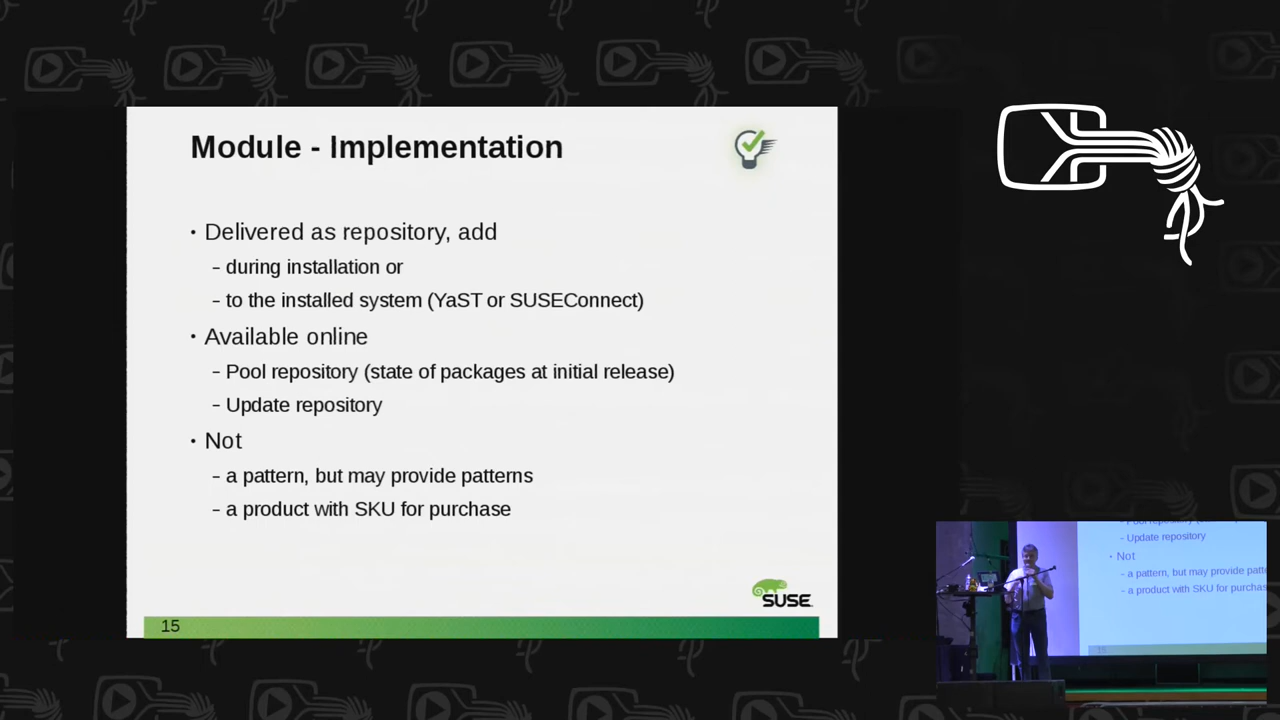 Module - Implementation
• Delivered as repository, add
– during installation or
– to the installed system (YaST or SUSEConnect)
• Available online
– Pool repository (state of packages at initial release)
– Update repository
• Not
– a pattern, but may provide patterns
– a product with SKU for purchase
SUSE
15
– Update repository
• Not
– a pattern, but may provide
– a product with SKU for